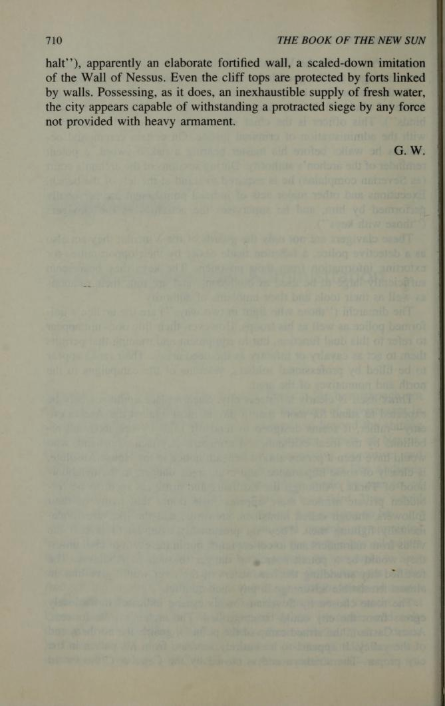 710 THE BOOK OF THE NEW SUN
halt’’), apparently an elaborate fortified wall, a scaled-down imitation
of the Wall of Nessus. Even the cliff tops are protected by forts linked
by walls. Possessing, as it does, an inexhaustible supply of fresh water,
the city appears capable of withstanding a protracted siege by any force
not provided with heavy armament.
G. W.